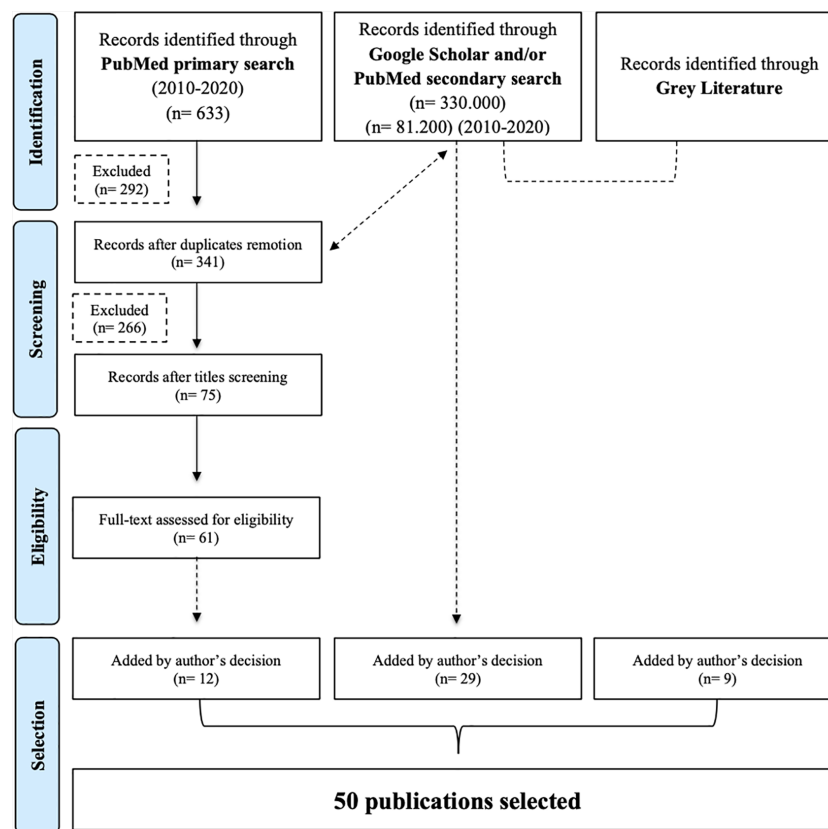 Identification
Records identified through
PubMed primary search
(2010-2020)
(n= 633)
Records identified through
Google Scholar and/or
PubMed secondary search
(n= 330.000)
(n= 81.200) (2010-2020)
Records identified through
Grey Literature
Excluded
(n= 292)
Screening
Records after duplicates remotion
(n= 341)
Excluded
(n= 266)
Records after titles screening
(n= 75)
Eligibility
Full-text assessed for eligibility
(n= 61)
Selection
Added by author’s decision
(n= 12)
Added by author’s decision
(n= 29)
Added by author’s decision
(n= 9)
50 publications selected